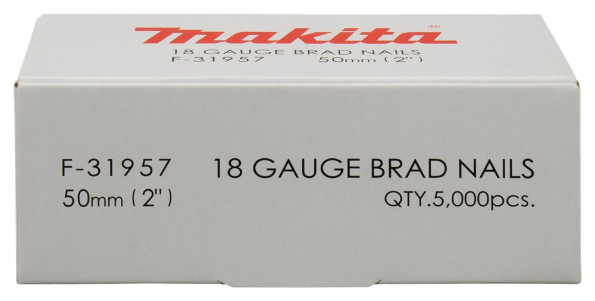 makita®
18 GAUGE BRAD NAILS
F-31957 50mm (2")
F-31957 18 GAUGE BRAD NAILS
50mm (2") QTY.5,000pcs.